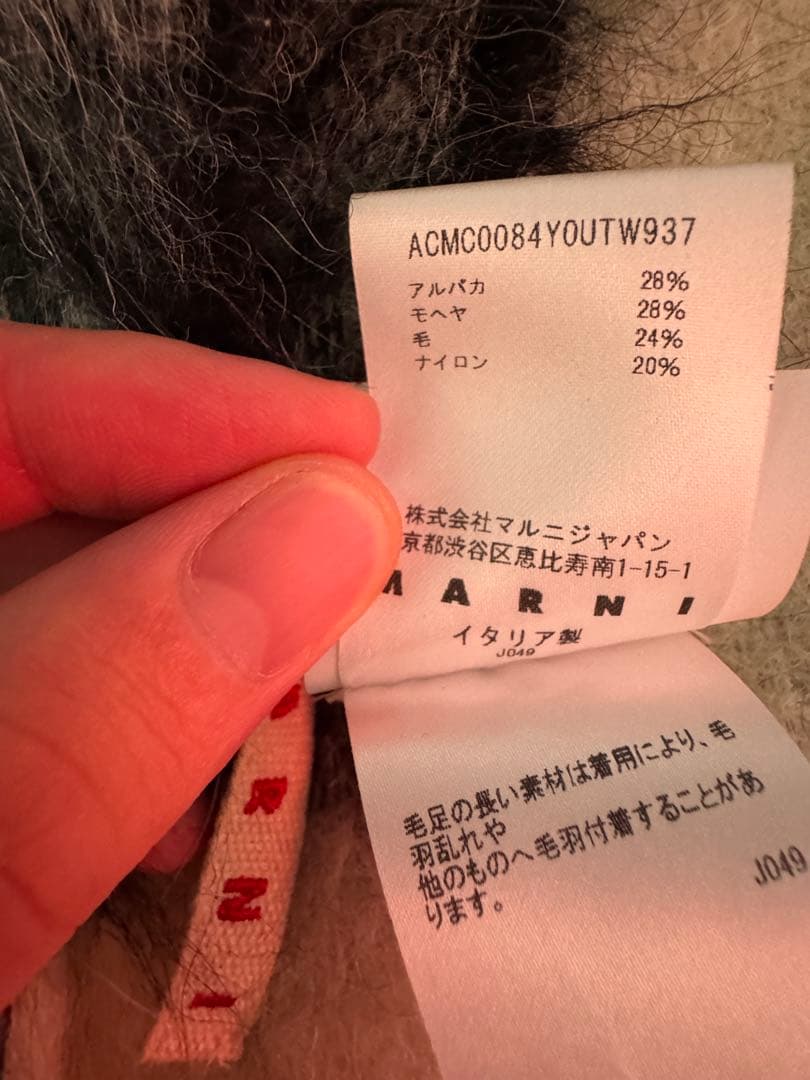 ACMC0084Y0UTW937
アルパカ 28%
モヘヤ 28%
毛 24%
ナイロン 20%
株式会社マルニジャパン
京都渋谷区恵比寿南1-15-1
MARNI
イタリア製
J049
RNI
毛足の長い素材は着用により、毛
羽乱れや
他のものへ毛羽付着することがあ
ります。
J049